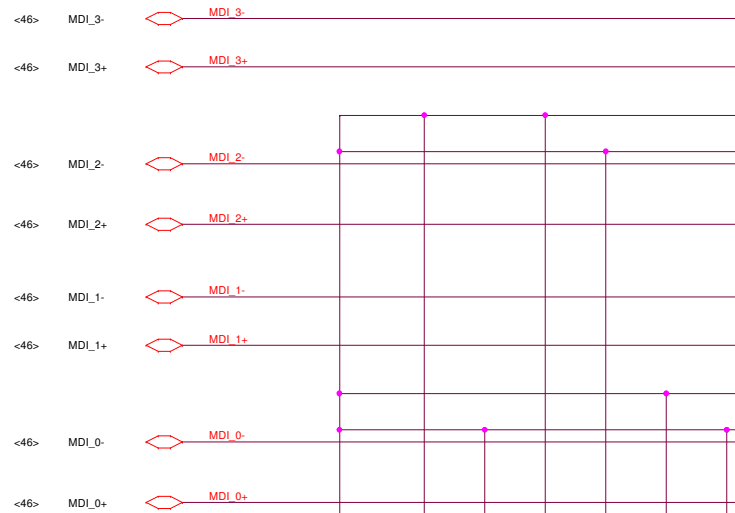 <46> MDI_3- MDI_3-
<46> MDI_3+ MDI_3+
<46> MDI_2- MDI_2-
<46> MDI_2+ MDI_2+
<46> MDI_1- MDI_1-
<46> MDI_1+ MDI_1+
<46> MDI_0- MDI_0-
<46> MDI_0+ MDI_0+